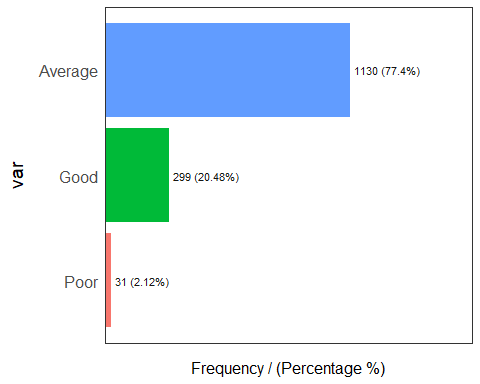 Average
1130 (77.4%)
var
Good
299 (20.48%)
Poor
31 (2.12%)
Frequency / (Percentage %)